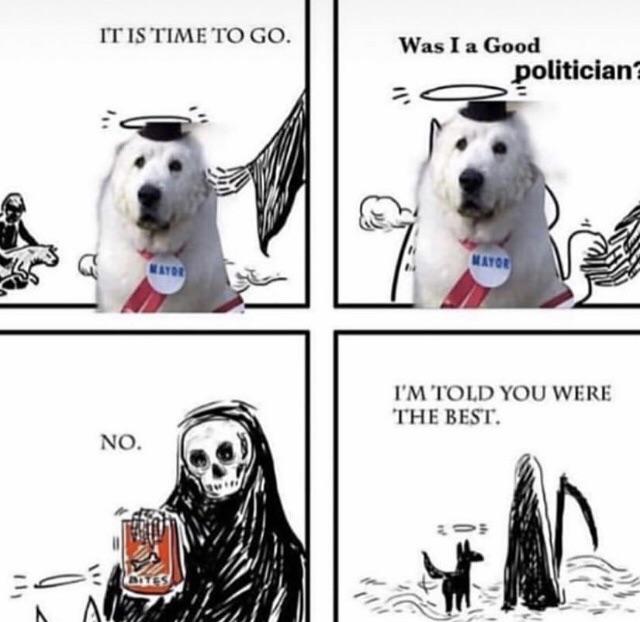 IT IS TIME TO GO.
MAYOR
Was I a Good
politician?
MAYOR
NO.
BITES
I'M TOLD YOU WERE
THE BEST.